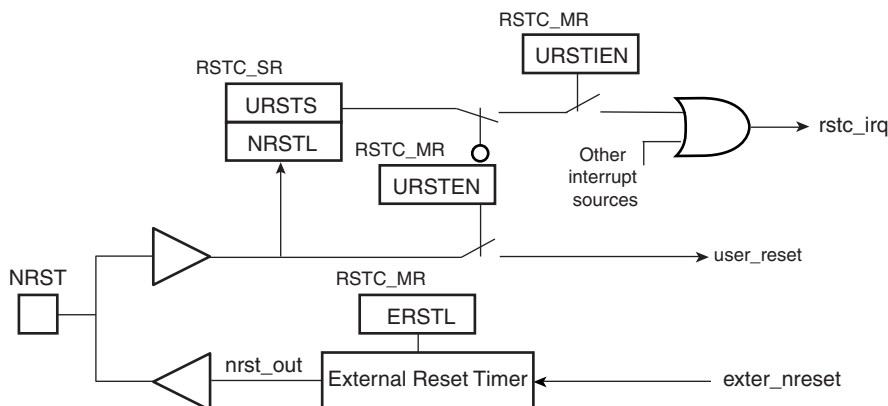 RSTC_MR
URSTIEN
RSTC_SR
URSTS
NRSTL
rstc_irq
RSTC_MR
URSTEN
Other
interrupt
sources
user_reset
NRST
RSTC_MR
ERSTL
nrst_out
External Reset Timer
exter_nreset